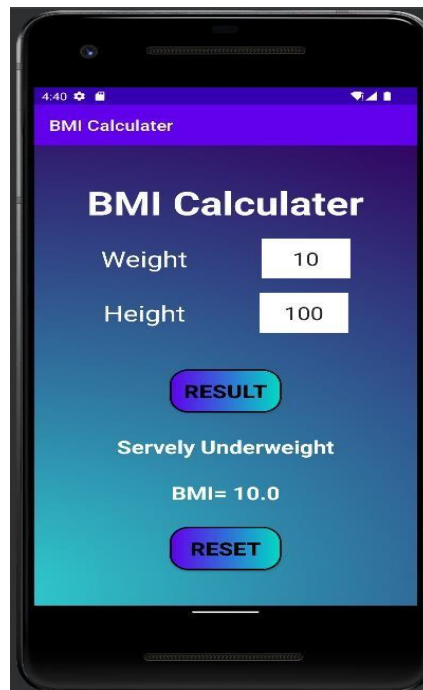 4:40
BMI Calculater
BMI Calculater
Weight 10
Height 100
RESULT
Servely Underweight
BMI= 10.0
RESET